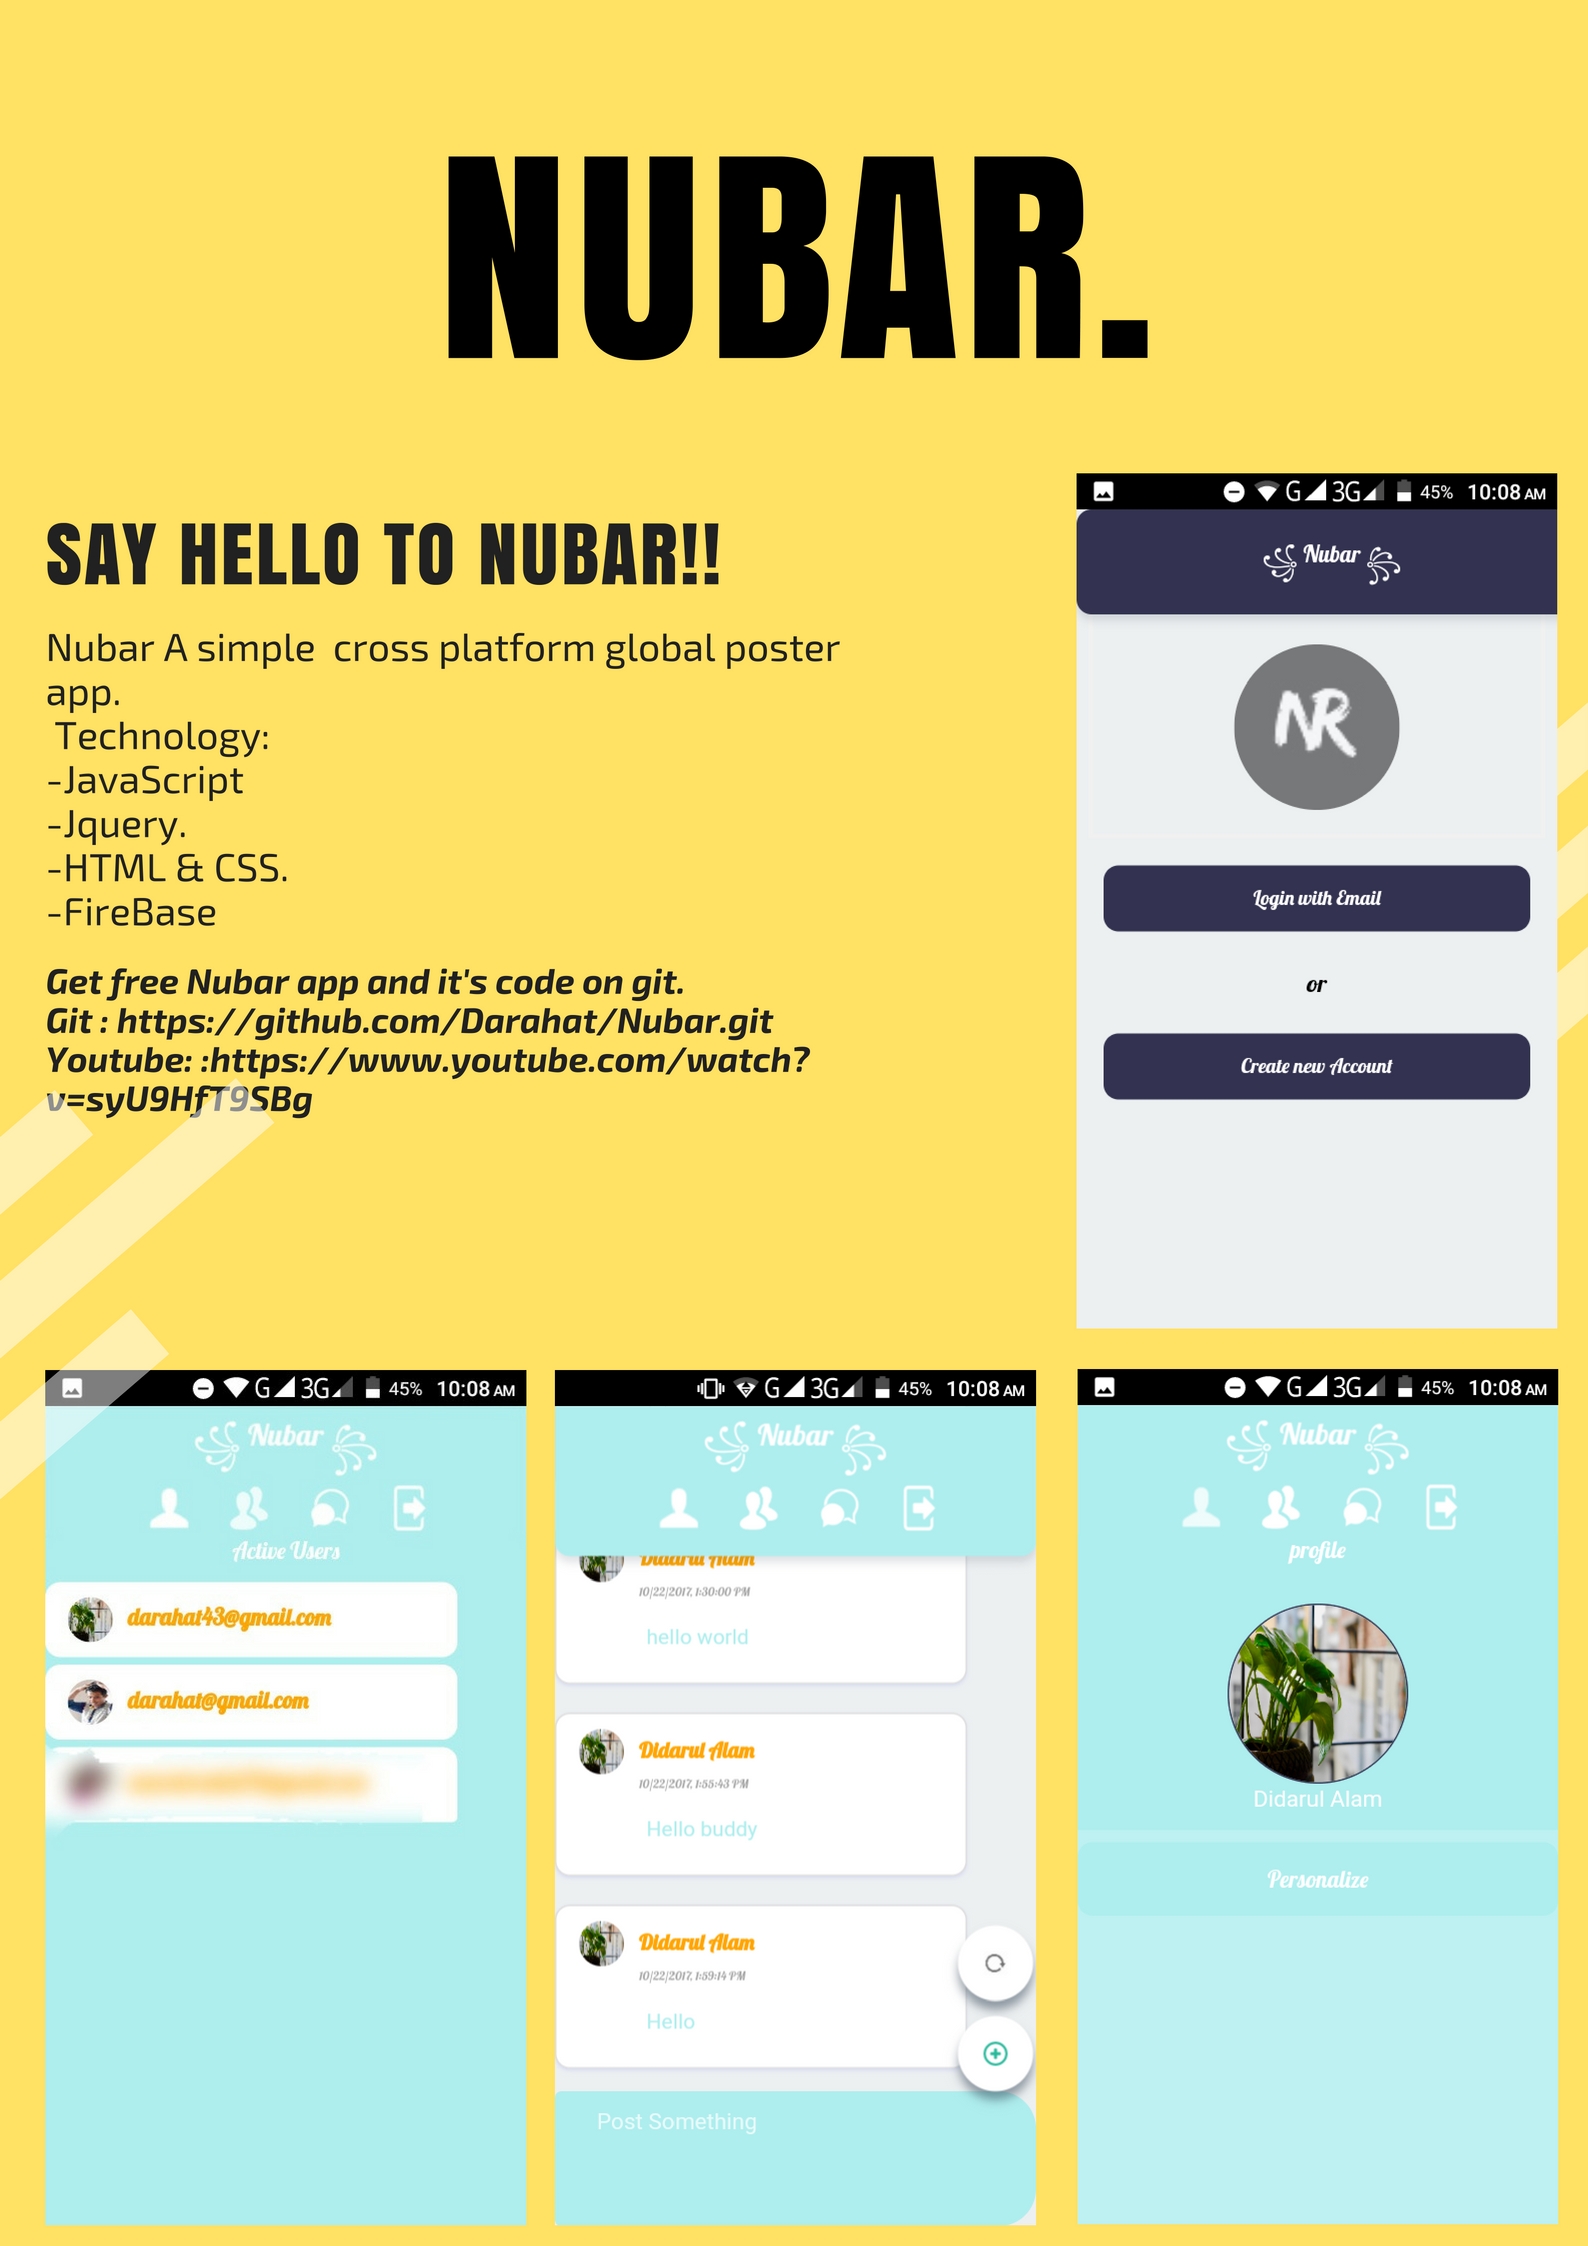 NUBAR.
SAY HELLO TO NUBAR!!
Nubar A simple  cross platform global poster
app.
Technology:
-JavaScript
-Jquery.
-HTML & CSS.
-FireBase
Get free Nubar app and it's code on git.
Git : https://github.com/Darahat/Nubar.git
Youtube: :https://www.youtube.com/watch?
v=syU9HfT9SBg
G 3G 45% 10:08 AM
Nubar
NR
Login with Email
or
Create new Account
G 3G 45% 10:08 AM
Nubar
Active Users
darahat43@gmail.com
darahat@gmail.com
G 3G 45% 10:08 AM
Nubar
Didarul Alam
10/22/2017, 1:30:00 PM
hello world
Didarul Alam
10/22/2017, 1:55:43 PM
Hello buddy
Didarul Alam
10/22/2017, 1:59:14 PM
Hello
Post Something
G 3G 45% 10:08 AM
Nubar
profile
Didarul Alam
Personalize